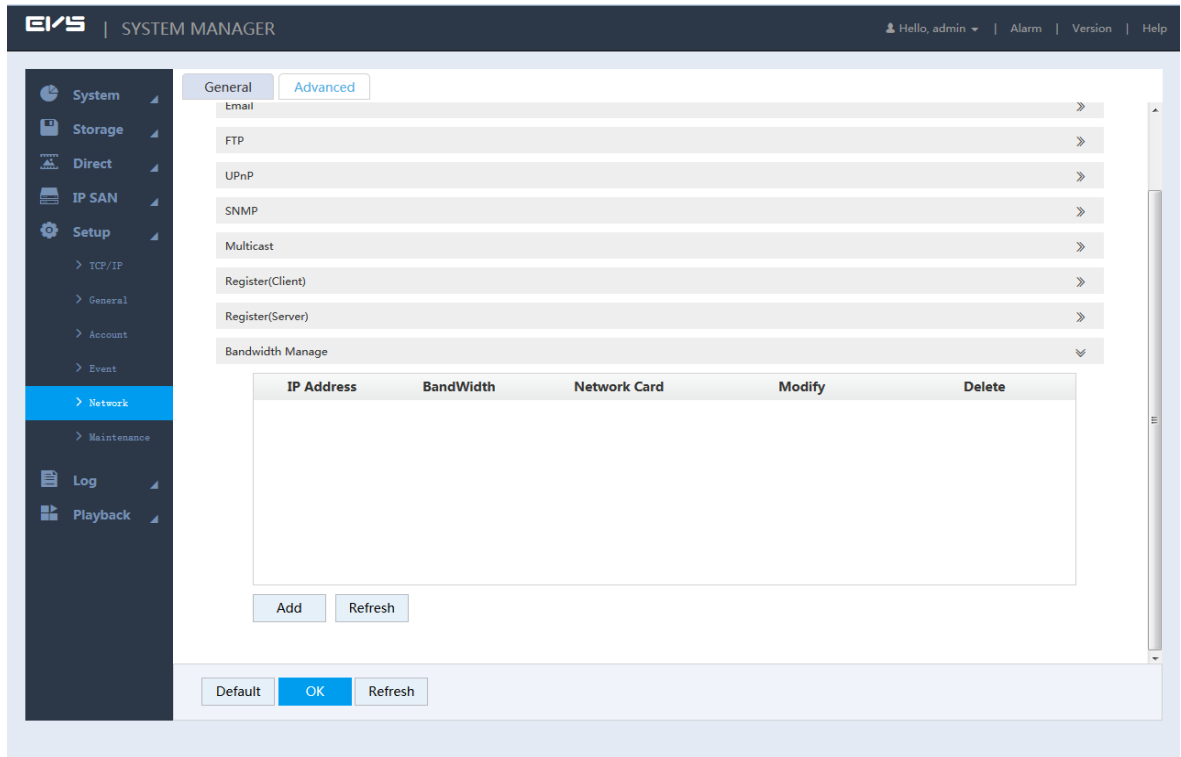 EVS | SYSTEM MANAGER
Hello, admin | Alarm | Version | Help
System
Storage
Direct
IP SAN
Setup
> TCP/IP
> General
> Account
> Event
> Network
> Maintenance
Log
Playback
General Advanced
Email
FTP
UPnP
SNMP
Multicast
Register(Client)
Register(Server)
Bandwidth Manage
IP Address BandWidth Network Card Modify Delete
Add Refresh
Default OK Refresh